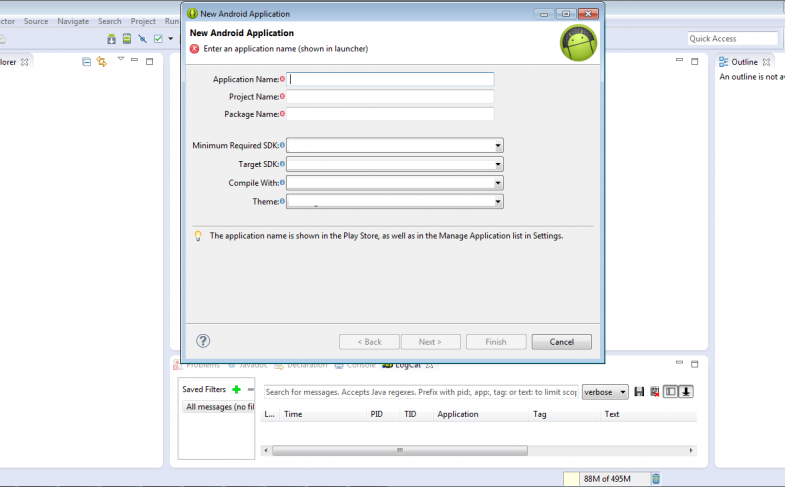 New Android Application
ctor Source Navigate Search Project Run
New Android Application
Enter an application name (shown in launcher)
Quick Access
lorer
Outline
An outline is not av
Application Name:
Project Name:
Package Name:
Minimum Required SDK:
Target SDK:
Compile With:
Theme:
The application name is shown in the Play Store, as well as in the Manage Application list in Settings.
?
< Back
Next >
Finish
Cancel
Problems Javadoc Declaration Console LogCat
Saved Filters
Search for messages. Accepts Java regexes. Prefix with pid:, app:, tag: or text: to limit scop
verbose
All messages (no fil
L... Time PID TID Application Tag Text
88M of 495M